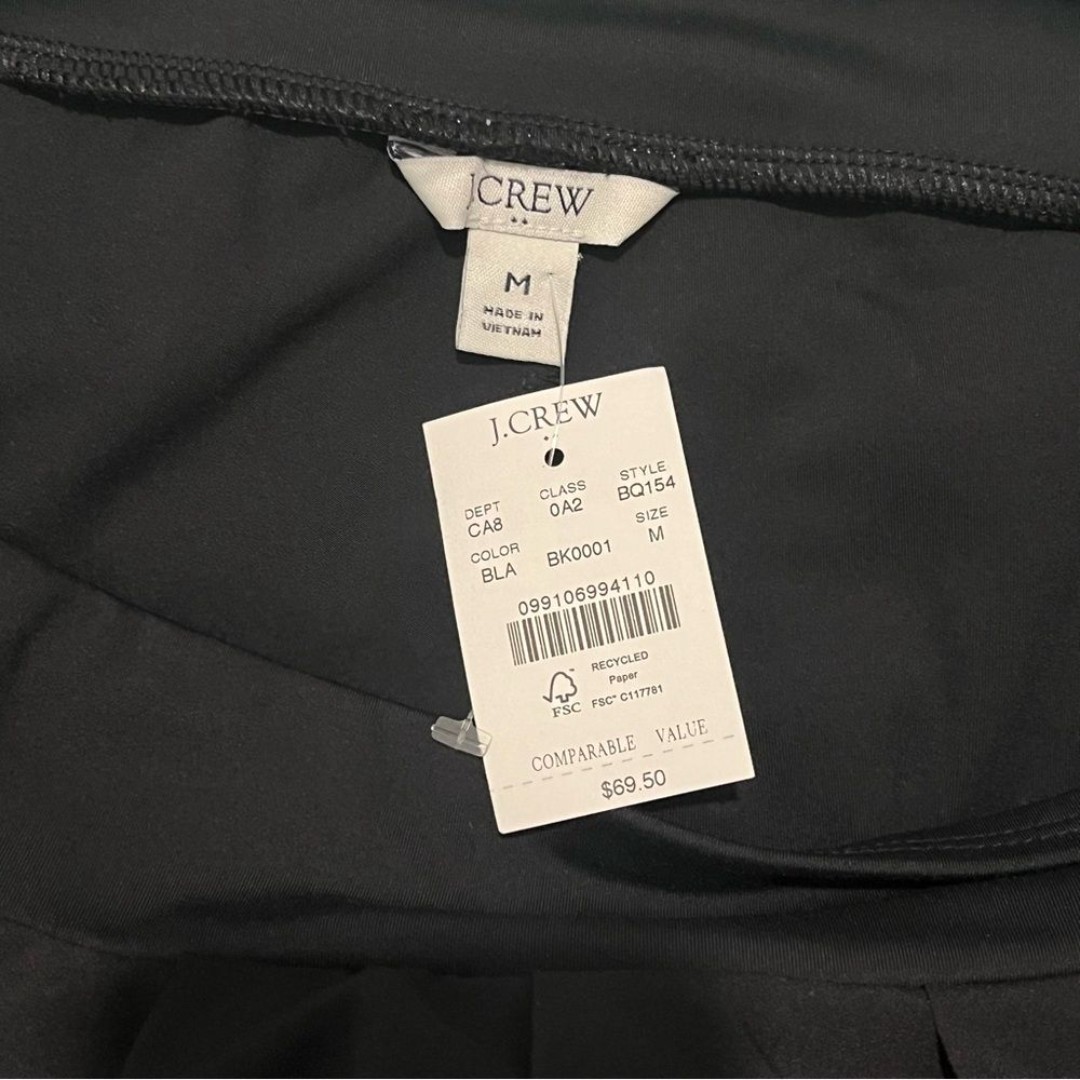 J.CREW
M
MADE IN
VIETNAM
J.CREW
DEPT CLASS STYLE
CA8 0A2 BQ154
COLOR SIZE
BLA BK0001 M
099106994110
RECYCLED
Paper
FSC FSC® C117781
COMPARABLE VALUE
$69.50